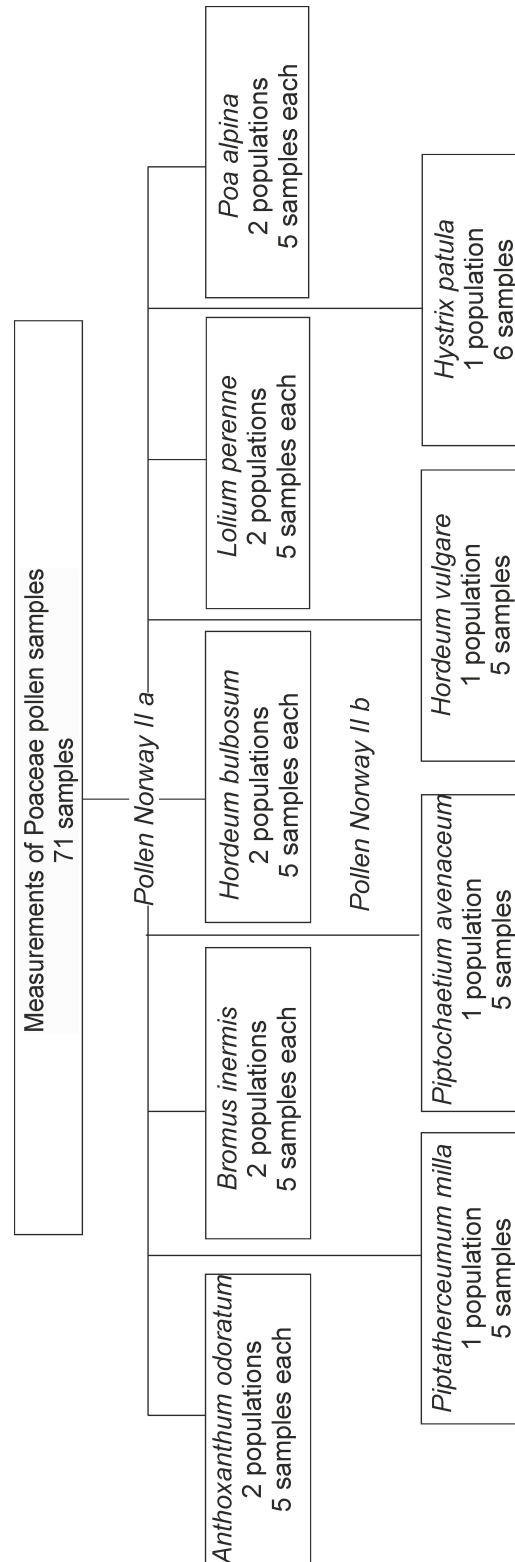 Measurements of Poaceae pollen samples
71 samples
Pollen Norway II a
Anthoxanthum odoratum
2 populations
5 samples each
Bromus inermis
2 populations
5 samples each
Hordeum bulbosum
2 populations
5 samples each
Lolium perenne
2 populations
5 samples each
Poa alpina
2 populations
5 samples each
Pollen Norway II b
Piptatherceumum milla
1 population
5 samples
Piptochaetium avenaceum
1 population
5 samples
Hordeum vulgare
1 population
5 samples
Hystrix patula
1 population
6 samples